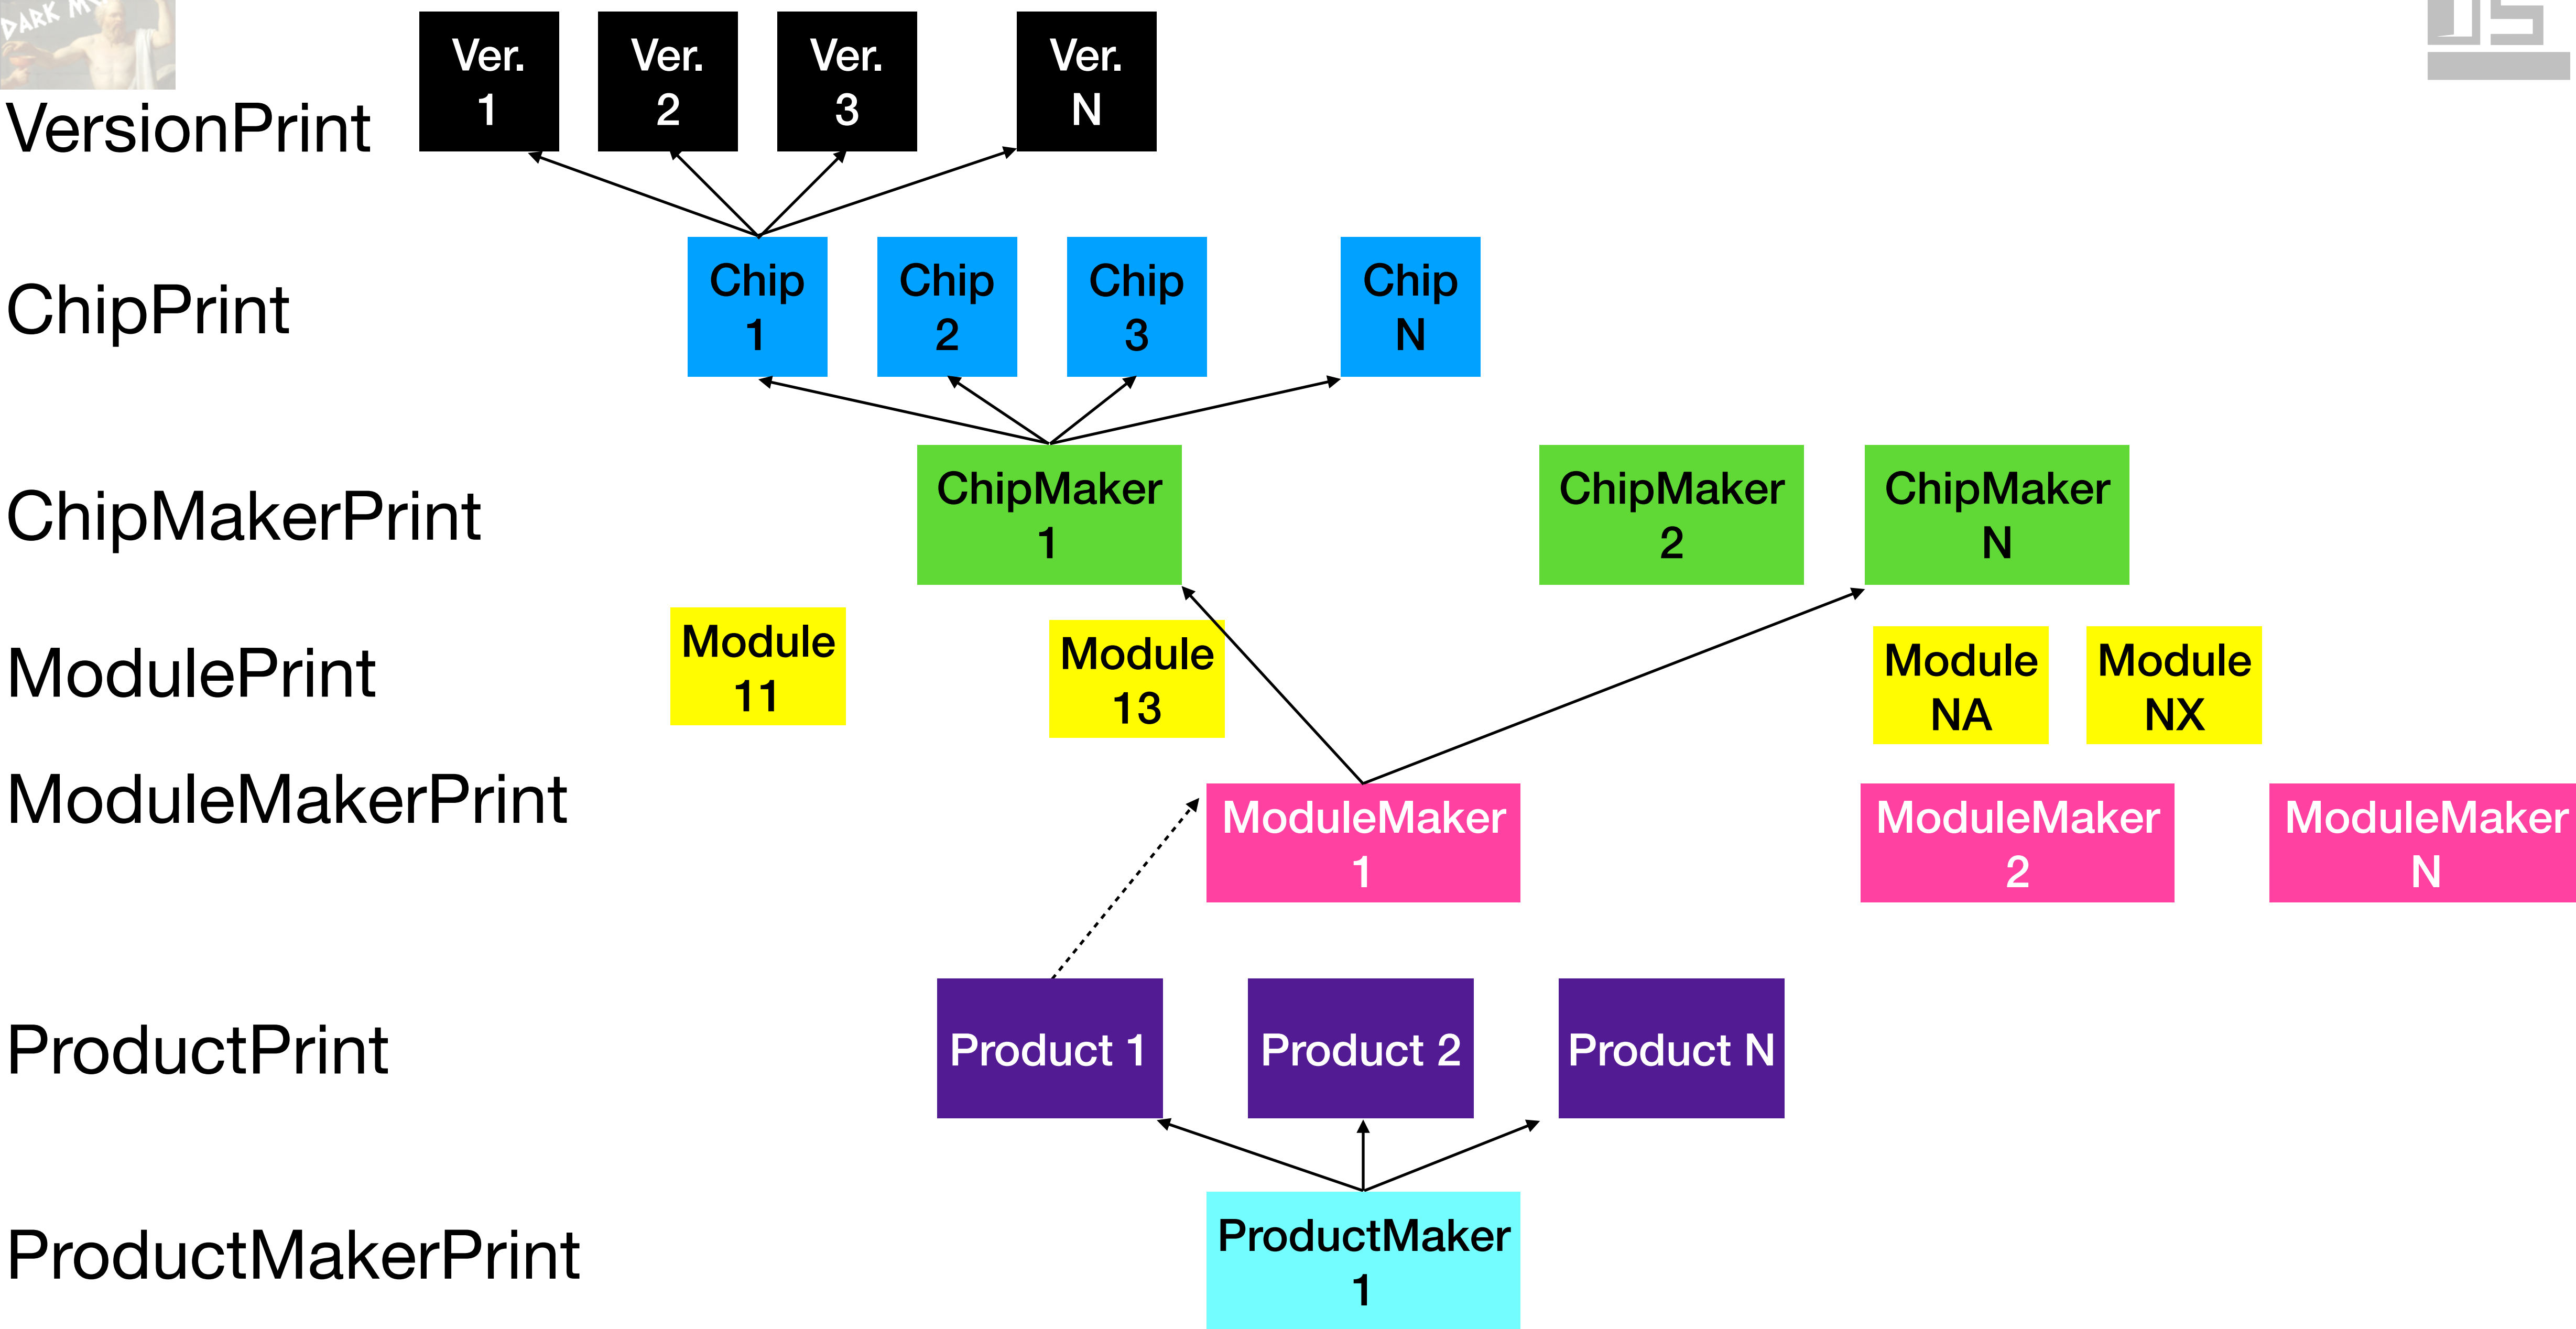 DARK
VersionPrint
Ver.
1
Ver.
2
Ver.
3
Ver.
N
ChipPrint
Chip
1
Chip
2
Chip
3
Chip
N
ChipMakerPrint
ChipMaker
1
ChipMaker
2
ChipMaker
N
ModulePrint
Module
11
Module
13
Module
NA
Module
NX
ModuleMakerPrint
ModuleMaker
1
ModuleMaker
2
ModuleMaker
N
ProductPrint
Product 1
Product 2
Product N
ProductMakerPrint
ProductMaker
1